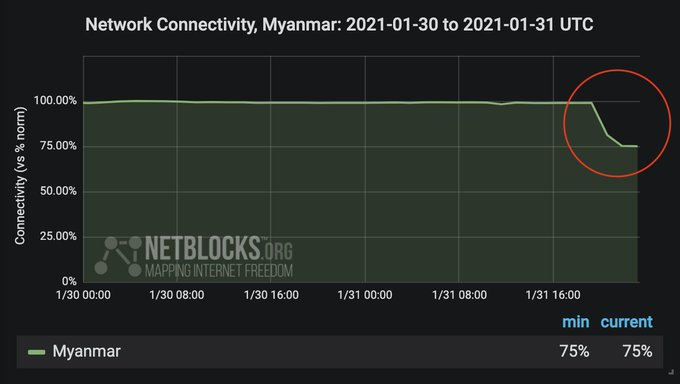 Network Connectivity, Myanmar: 2021-01-30 to 2021-01-31 UTC
Connectivity (vs % norm)
100.00%
75.00%
50.00%
25.00%
0%
NETBLOCKS.ORG
MAPPING INTERNET FREEDOM
1/30 00:00 1/30 08:00 1/30 16:00 1/31 00:00 1/31 08:00 1/31 16:00
min current
Myanmar 75% 75%